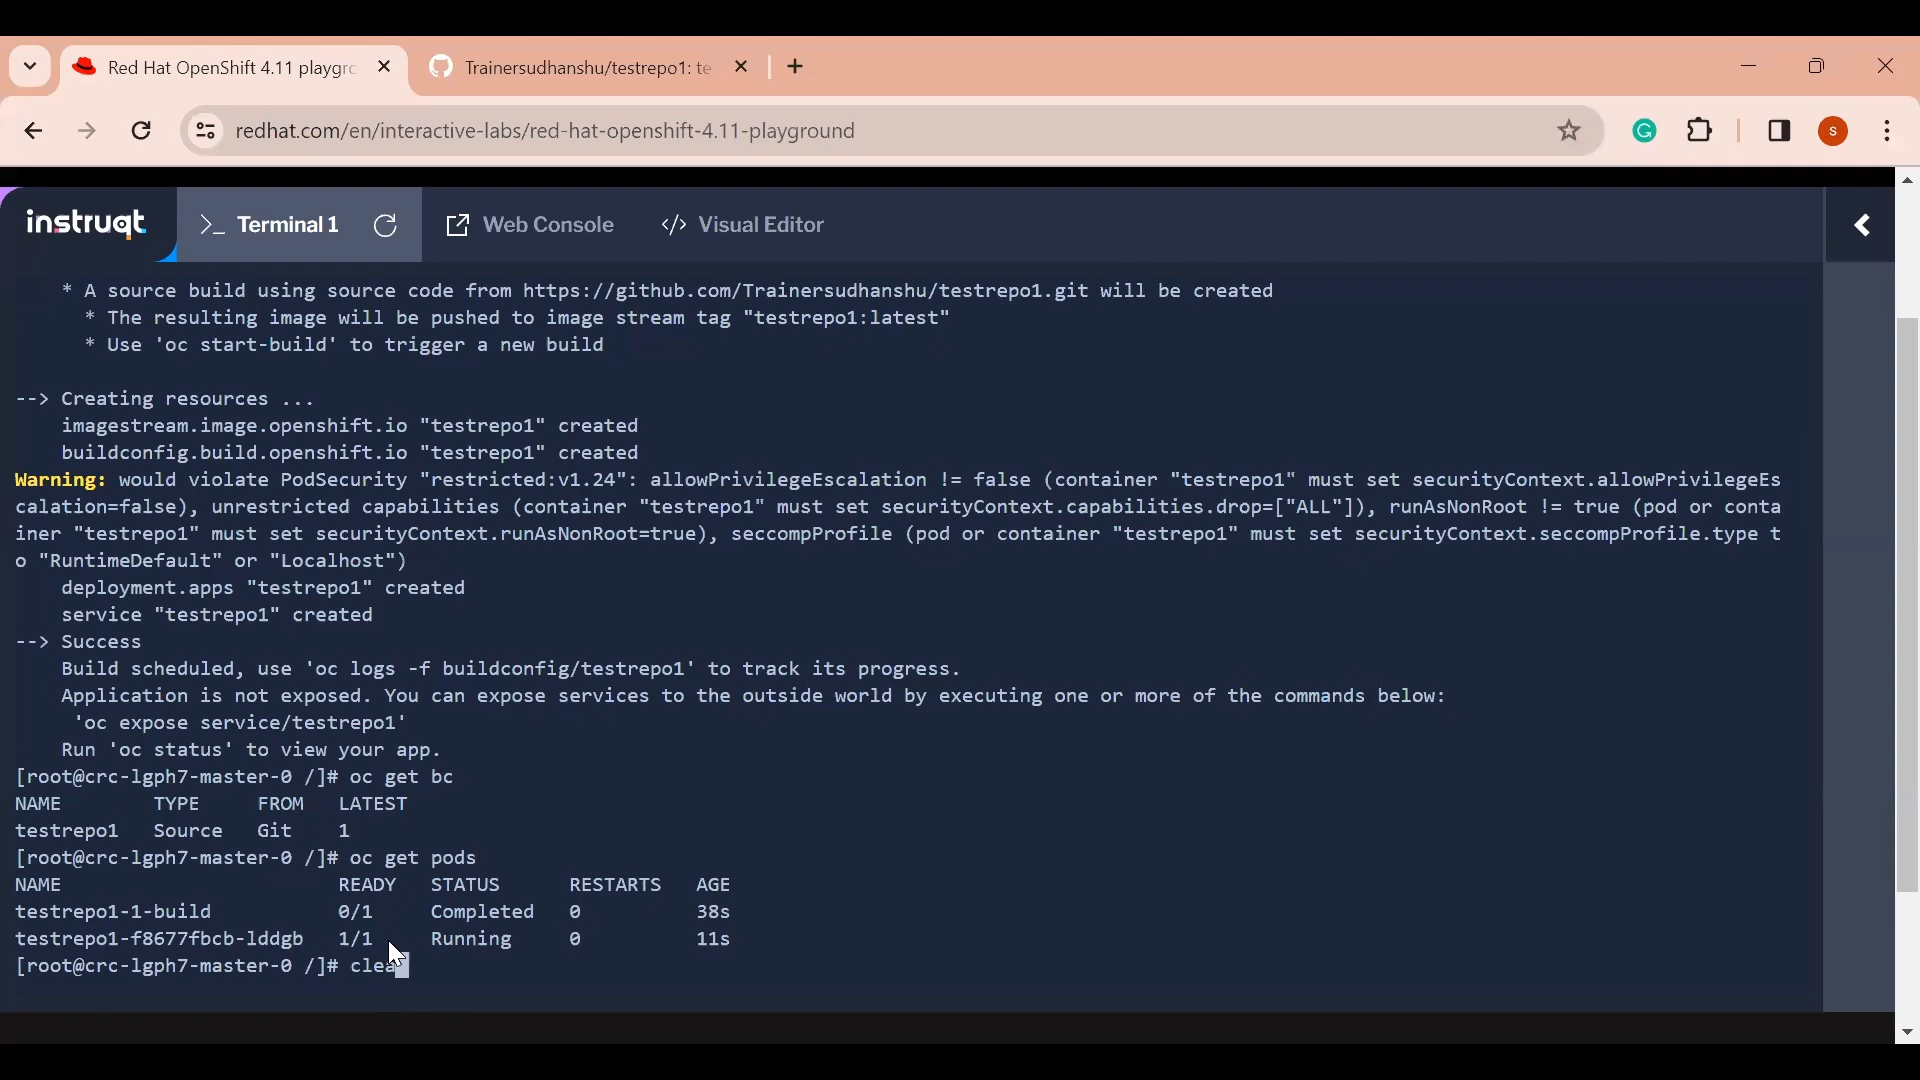 Red Hat OpenShift 4.11 playgro
Trainersudhanshu/testrepo1: te
redhat.com/en/interactive-labs/red-hat-openshift-4.11-playground
S
instruqt
Terminal 1
Web Console
Visual Editor
* A source build using source code from https://github.com/Trainersudhanshu/testrepo1.git will be created
* The resulting image will be pushed to image stream tag "testrepo1:latest"
* Use 'oc start-build' to trigger a new build
--> Creating resources ...
imagestream.image.openshift.io "testrepo1" created
buildconfig.build.openshift.io "testrepo1" created
Warning: would violate PodSecurity "restricted:v1.24": allowPrivilegeEscalation != false (container "testrepo1" must set securityContext.allowPrivilegeEs
calation=false), unrestricted capabilities (container "testrepo1" must set securityContext.capabilities.drop=["ALL"]), runAsNonRoot != true (pod or conta
iner "testrepo1" must set securityContext.runAsNonRoot=true), seccompProfile (pod or container "testrepo1" must set securityContext.seccompProfile.type t
o "RuntimeDefault" or "Localhost")
deployment.apps "testrepo1" created
service "testrepo1" created
--> Success
Build scheduled, use 'oc logs -f buildconfig/testrepo1' to track its progress.
Application is not exposed. You can expose services to the outside world by executing one or more of the commands below:
'oc expose service/testrepo1'
Run 'oc status' to view your app.
[root@crc-lgph7-master-0 /]# oc get bc
NAME TYPE FROM LATEST
testrepo1 Source Git 1
[root@crc-lgph7-master-0 /]# oc get pods
NAME READY STATUS RESTARTS AGE
testrepo1-1-build 0/1 Completed 0 38s
testrepo1-f8677fbcb-lddgb 1/1 Running 0 11s
[root@crc-lgph7-master-0 /]# clea